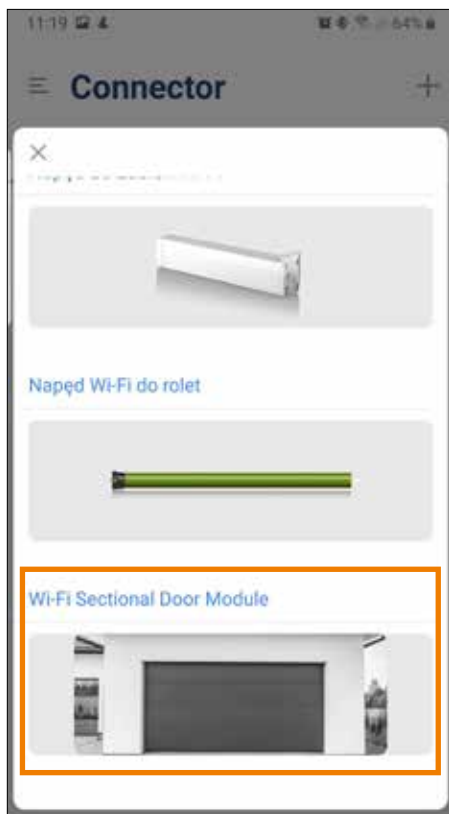 11:19
64%
Connector
Napęd Wi-Fi do rolet
Wi-Fi Sectional Door Module